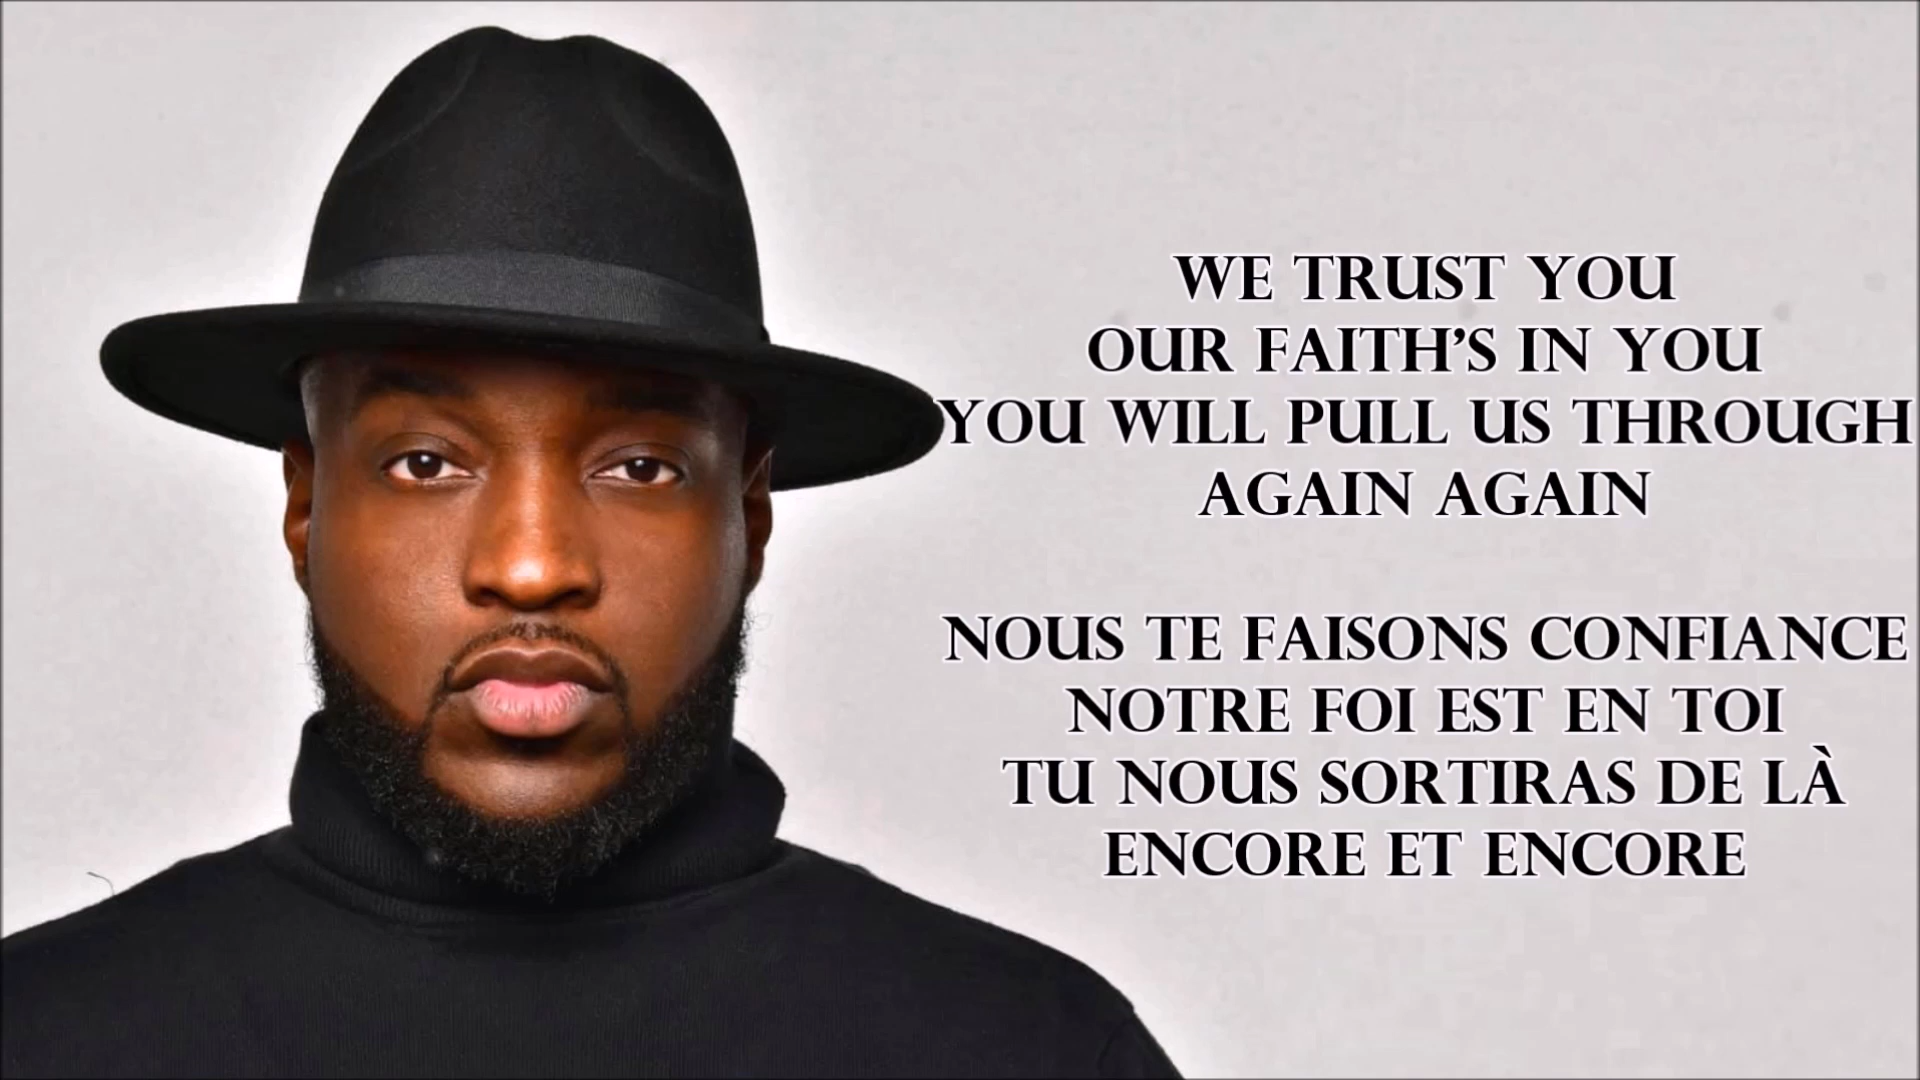 WE TRUST YOU
OUR FAITH'S IN YOU
YOU WILL PULL US THROUGH
AGAIN AGAIN
NOUS TE FAISONS CONFIANCE
NOTRE FOI EST EN TOI
TU NOUS SORTIRAS DE LÀ
ENCORE ET ENCORE